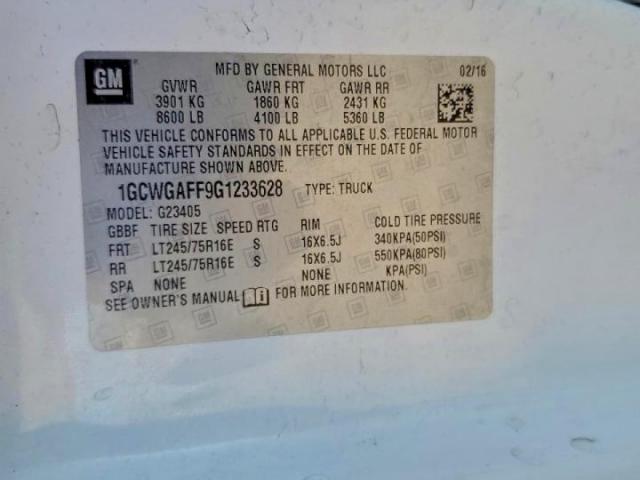 GM MFD BY GENERAL MOTORS LLC 02/16
GVWR GAWR FRT GAWR RR
3901 KG 1860 KG 2431 KG
8600 LB 4100 LB 5360 LB
THIS VEHICLE CONFORMS TO ALL APPLICABLE U.S. FEDERAL MOTOR
VEHICLE SAFETY STANDARDS IN EFFECT ON THE DATE OF
MANUFACTURE SHOWN ABOVE.
1GCWGAFF9G1233628 TYPE: TRUCK
MODEL: G23405
GBBF TIRE SIZE SPEED RTG RIM COLD TIRE PRESSURE
FRT LT245/75R16E S 16X6.5J 340KPA(50PSI)
RR LT245/75R16E S 16X6.5J 550KPA(80PSI)
SPA NONE NONE KPA(PSI)
SEE OWNER'S MANUAL FOR MORE INFORMATION.